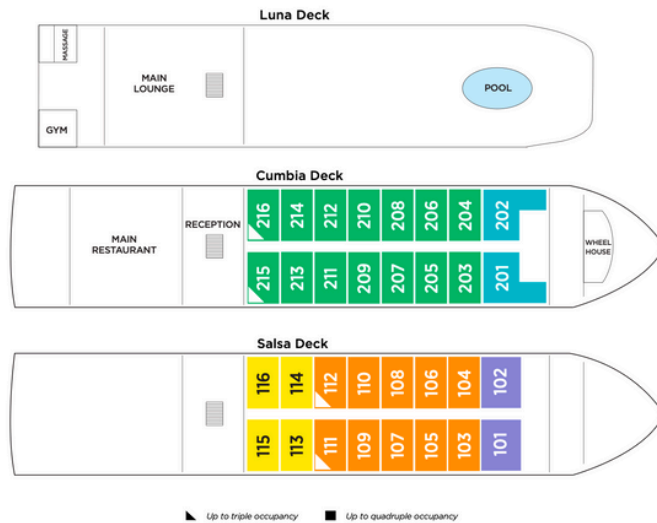 Luna Deck
MASSAGE
MAIN
LOUNGE
POOL
GYM
Cumbia Deck
216 214 212 210 208 206 204 202
RECEPTION
MAIN
RESTAURANT
WHEEL
HOUSE
215 213 211 209 207 205 203 201
Salsa Deck
116 114 112 110 108 106 104 102
115 113 111 109 107 105 103 101
Up to triple occupancy Up to quadruple occupancy